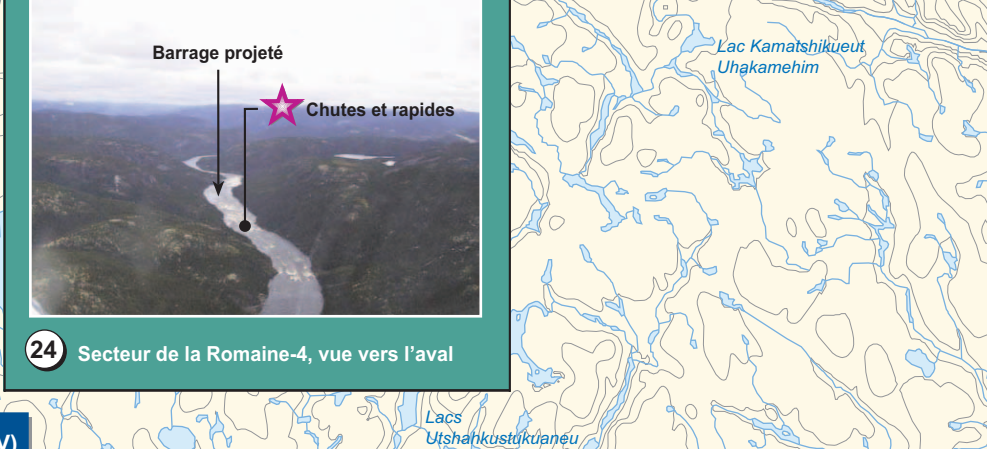 Barrage projeté
Chutes et rapides
24 Secteur de la Romaine-4, vue vers l'aval
Lac Kamatshikueut
Uhakamehim
Lacs
Utshahkustukuaneu
V)